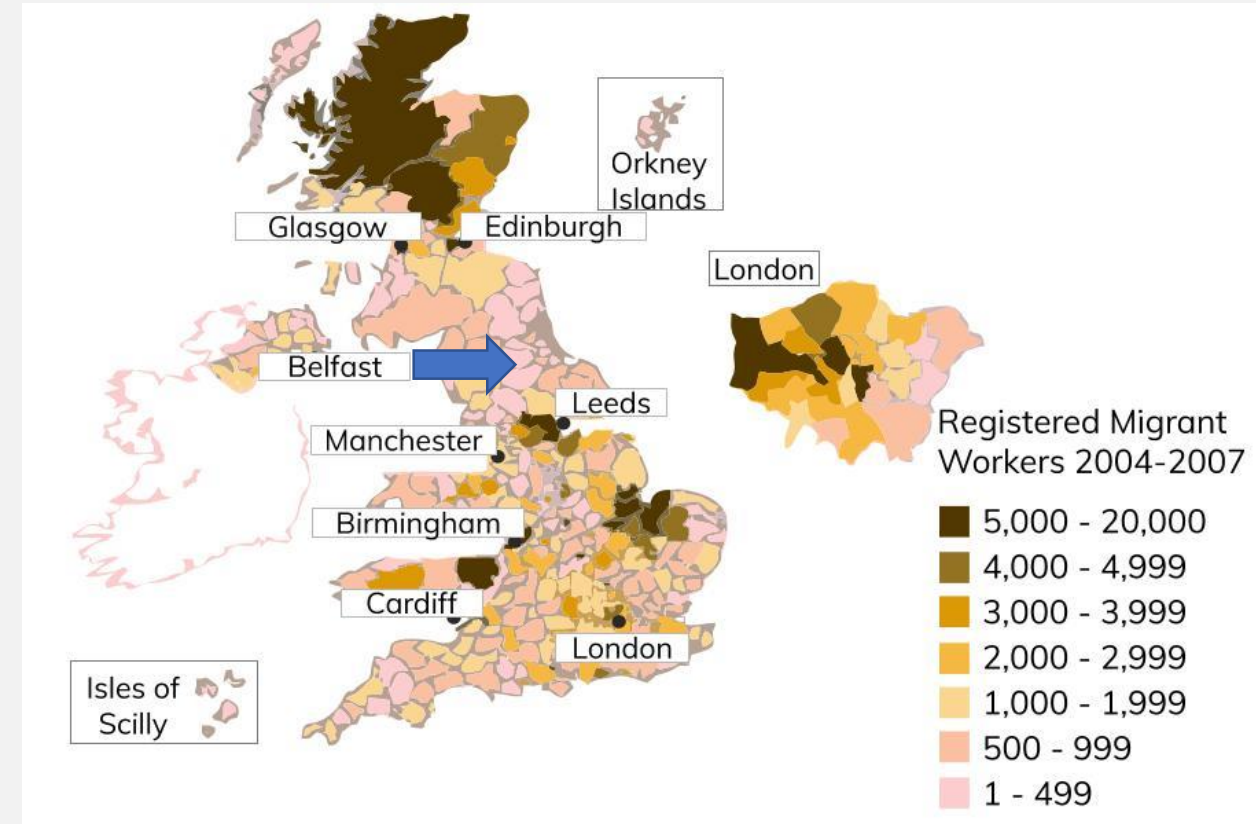 Orkney
Islands
Glasgow
Edinburgh
London
Belfast
Leeds
Manchester
Birmingham
Cardiff
London
Isles of
Scilly
Registered Migrant
Workers 2004-2007
5,000 - 20,000
4,000 - 4,999
3,000 - 3,999
2,000 - 2,999
1,000 - 1,999
500 - 999
1 - 499